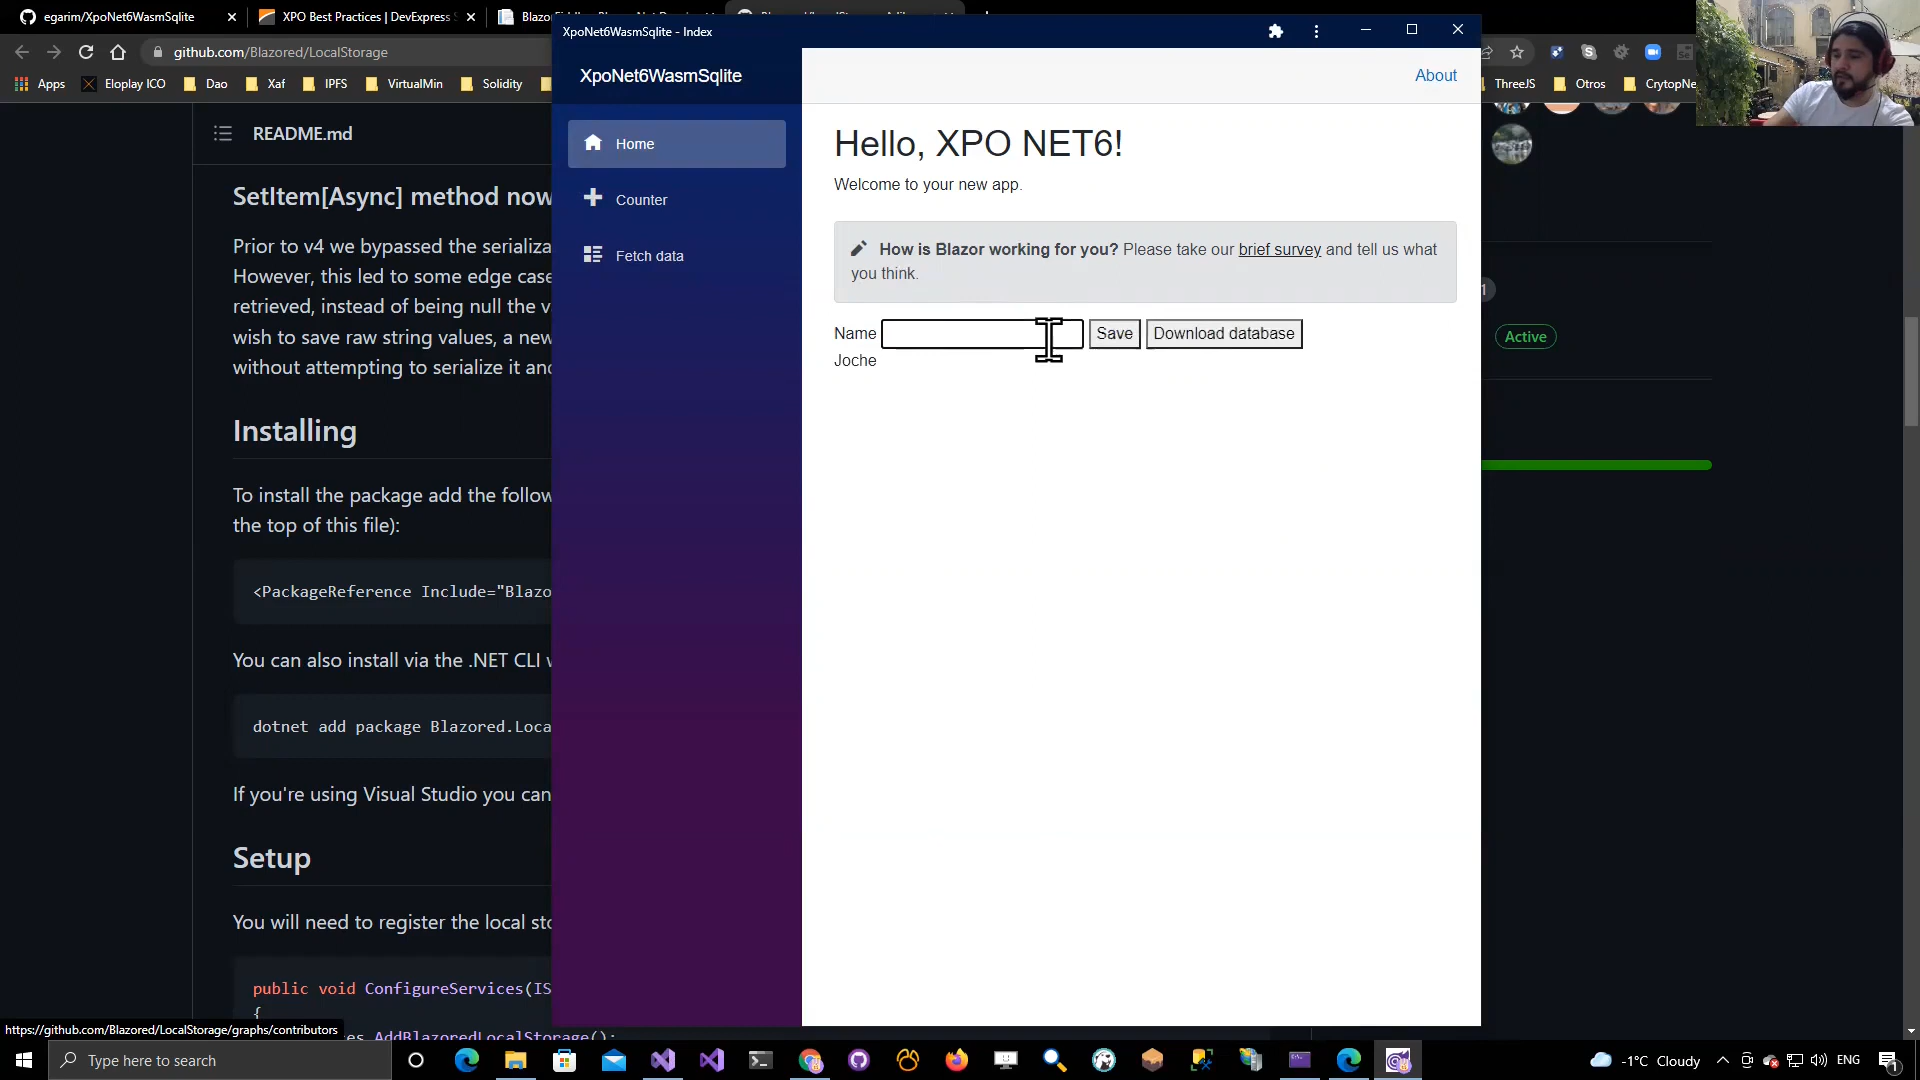 egarim/XpoNet6WasmSqlite
XPO Best Practices | DevExpress S
XpoNet6WasmSqlite - Index
github.com/Blazored/LocalStorage
Apps
Eloplay ICO
Dao
Xaf
IPFS
VirtualMin
Solidity
ThreeJS
Otros
CrytopNe
README.md
SetItem[Async] method now
Prior to v4 we bypassed the serializa
However, this led to some edge case
retrieved, instead of being null the v
wish to save raw string values, a new
without attempting to serialize it and
Installing
To install the package add the follow
the top of this file):
<PackageReference Include="Blazo
You can also install via the .NET CLI w
dotnet add package Blazored.Loca
If you're using Visual Studio you can
Setup
You will need to register the local sto
public void ConfigureServices(IS
{
es.AddBlazoredLocalStorage();
https://github.com/Blazored/LocalStorage/graphs/contributors
XpoNet6WasmSqlite
Home
Counter
Fetch data
About
Hello, XPO NET6!
Welcome to your new app.
How is Blazor working for you? Please take our brief survey and tell us what
you think.
Name
Save
Download database
Joche
1
Active
Type here to search
-1°C Cloudy
ENG
1